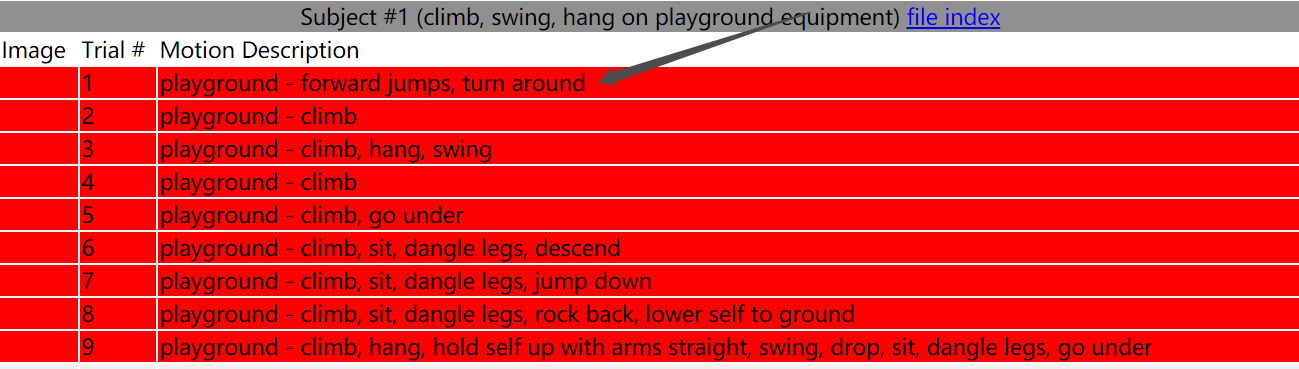 Subject #1 (climb, swing, hang on playground equipment) file index
Image Trial # Motion Description
1 playground - forward jumps, turn around
2 playground - climb
3 playground - climb, hang, swing
4 playground - climb
5 playground - climb, go under
6 playground - climb, sit, dangle legs, descend
7 playground - climb, sit, dangle legs, jump down
8 playground - climb, sit, dangle legs, rock back, lower self to ground
9 playground - climb, hang, hold self up with arms straight, swing, drop, sit, dangle legs, go under